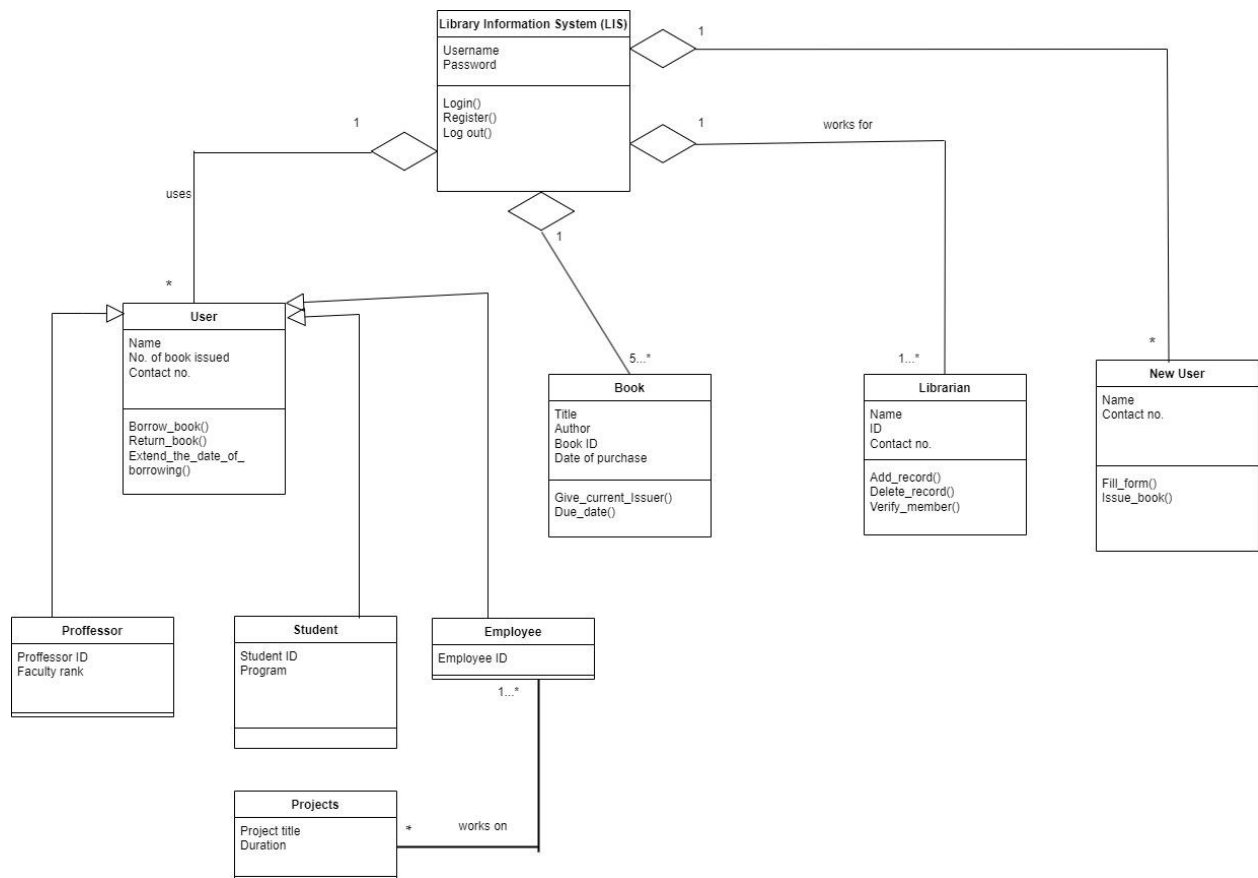 Library Information System (LIS)
Username
Password
Login()
Register()
Log out()
1
1
1
works for
1
uses
*
5...*
1...*
*
User
Name
No. of book issued
Contact no.
Borrow_book()
Return_book()
Extend_the_date_of_
borrowing()
Book
Title
Author
Book ID
Date of purchase
Give_current_Issuer()
Due_date()
Librarian
Name
ID
Contact no.
Add_record()
Delete_record()
Verify_member()
New User
Name
Contact no.
Fill_form()
Issue_book()
Proffessor
Proffessor ID
Faculty rank
Student
Student ID
Program
Employee
Employee ID
1...*
Projects
Project title
Duration
*
works on